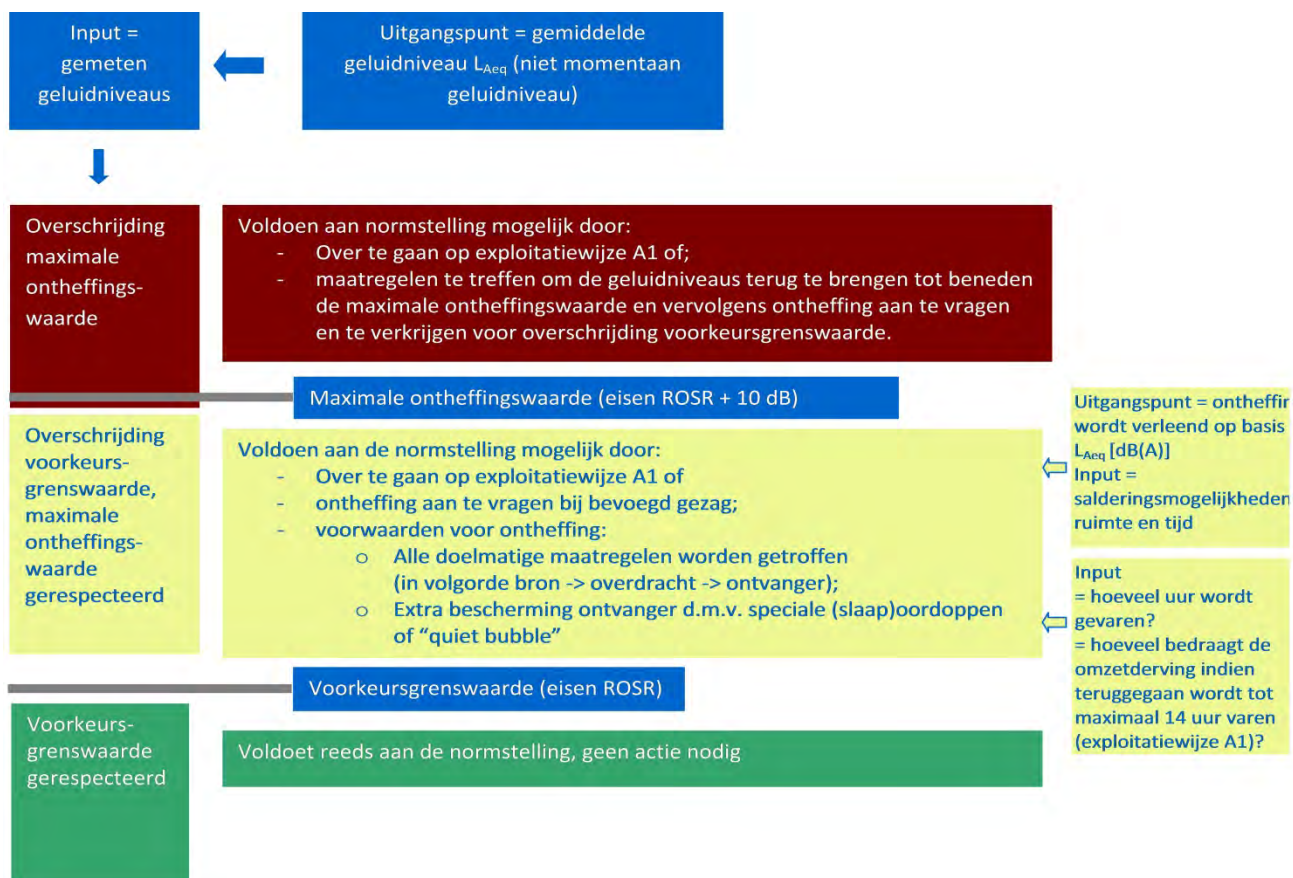 Input =
gemeten
geluidniveaus
Uitgangspunt = gemiddelde
geluidniveau LAeq (niet momentaan
geluidniveau)
Overschrijding
maximale
ontheffings-
waarde
Voldoen aan normstelling mogelijk door:
- Over te gaan op exploitatiewijze A1 of;
- maatregelen te treffen om de geluidniveaus terug te brengen tot beneden
de maximale ontheffingswaarde en vervolgens ontheffing aan te vragen
en te verkrijgen voor overschrijding voorkeursgrenswaarde.
Maximale ontheffingswaarde (eisen ROSR + 10 dB)
Overschrijding
voorkeurs-
grenswaarde,
maximale
ontheffings-
waarde
gerespecteerd
Voldoen aan de normstelling mogelijk door:
- Over te gaan op exploitatiewijze A1 of
- ontheffing aan te vragen bij bevoegd gezag;
- voorwaarden voor ontheffing:
o Alle doelmatige maatregelen worden getroffen
(in volgorde bron -> overdracht -> ontvanger);
o Extra bescherming ontvanger d.m.v. speciale (slaap)oordoppen
of “quiet bubble”
Uitgangspunt =
wordt verleend op basis
LAeq [dB(A)]
Input =
salderingsmogelijkheden
ruimte en tijd
Input
= hoeveel uur wordt
gevaren?
= hoeveel bedraagt de
omzetderving indien
teruggegaan wordt tot
maximaal 14 uur varen
(exploitatiewijze A1)?
Voorkeursgrenswaarde (eisen ROSR)
Voorkeurs-
grenswaarde
gerespecteerd
Voldoet reeds aan de normstelling, geen actie nodig